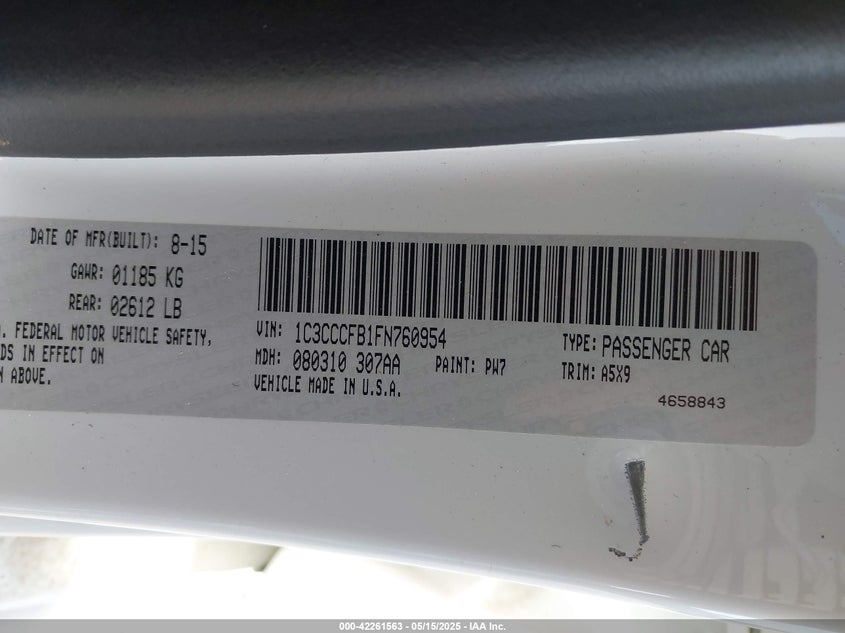 DATE OF MFR(BUILT): 8-15
GAWR: 01185 KG
REAR: 02612 LB
. FEDERAL MOTOR VEHICLE SAFETY,
DS IN EFFECT ON
N ABOVE.
VIN: 1C3CCCFB1FN760954
MDH: 080310 307AA PAINT: PW7
VEHICLE MADE IN U.S.A.
TYPE: PASSENGER CAR
TRIM: A5X9
4658843
000-42261563 - 05/15/2025 - IAA Inc.